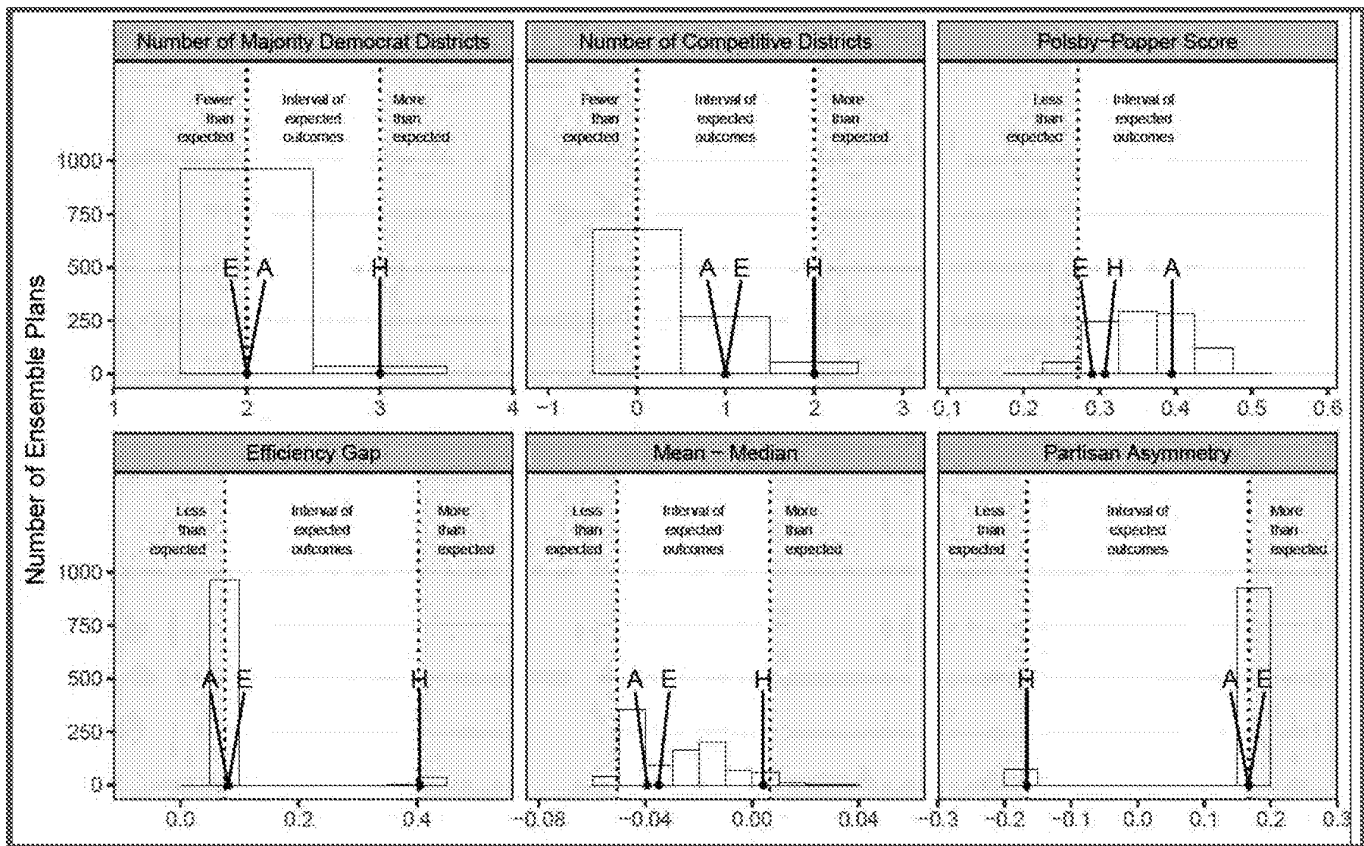 Number of Majority Democrat Districts
Number of Competitive Districts
Polsby−Popper Score
Fewer than expected
Interval of expected outcomes
More than expected
Fewer than expected
Interval of expected outcomes
More than expected
Less than expected
Interval of expected outcomes
1000
750
500
250
0
E A H
A E H
E H A
1 2 3 4
−1 0 1 2 3
0.1 0.2 0.3 0.4 0.5 0.6
Number of Ensemble Plans
Efficiency Gap
Mean − Median
Partisan Asymmetry
Less than expected
Interval of expected outcomes
More than expected
Less than expected
Interval of expected outcomes
More than expected
Less than expected
Interval of expected outcomes
More than expected
1000
750
500
250
0
A E H
A E H
H A E
0.0 0.2 0.4
−0.08 −0.04 0.00 0.04
−0.3 −0.2 −0.1 0.0 0.1 0.2 0.3